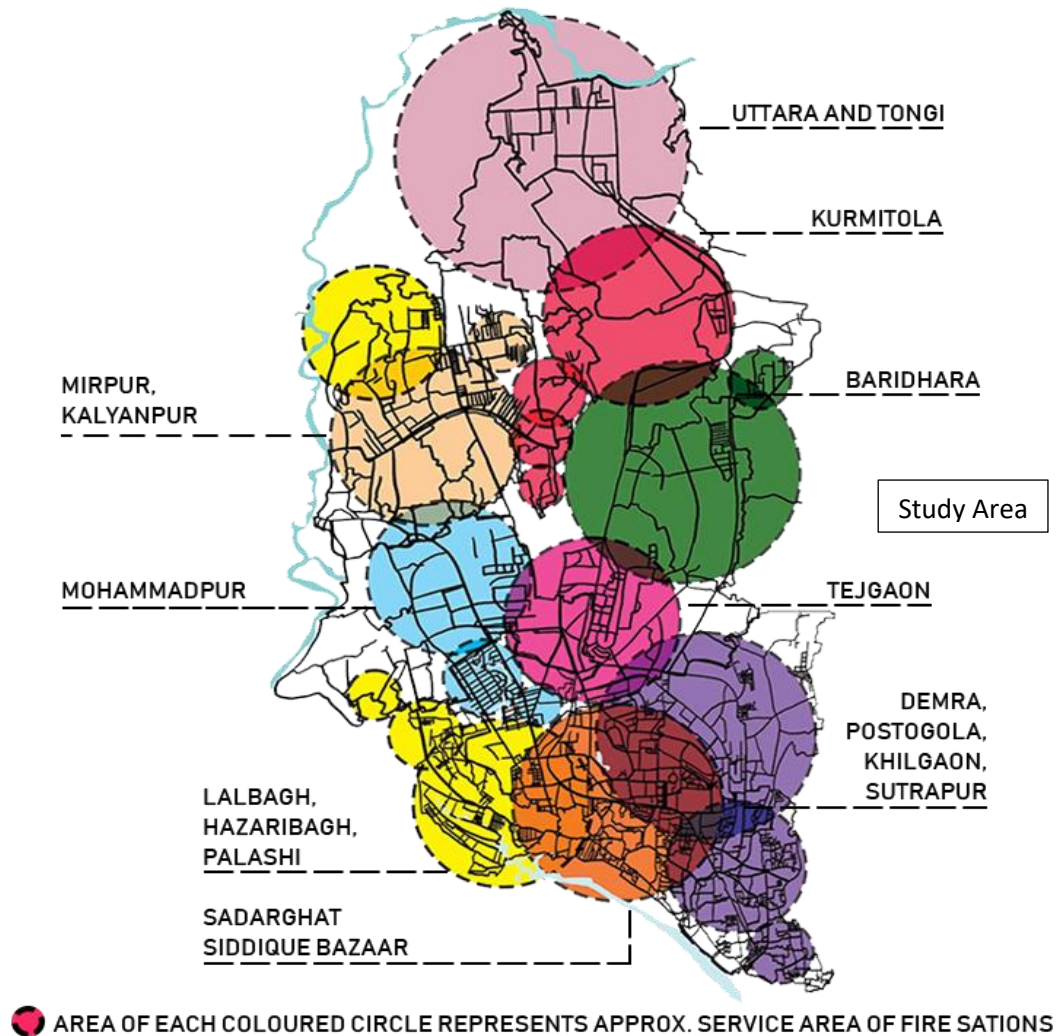 UTTARA AND TONGI
KURMITOLA
MIRPUR,
KALYANPUR
BARIDHARA
Study Area
MOHAMMADPUR
TEJGAON
DEMRA,
POSTOGOLA,
KHILGAON,
SUTRAPUR
LALBAGH,
HAZARIBAGH,
PALASHI
SADARGHAT
SIDDIQUE BAZAAR
AREA OF EACH COLOURED CIRCLE REPRESENTS APPROX. SERVICE AREA OF FIRE SATIONS